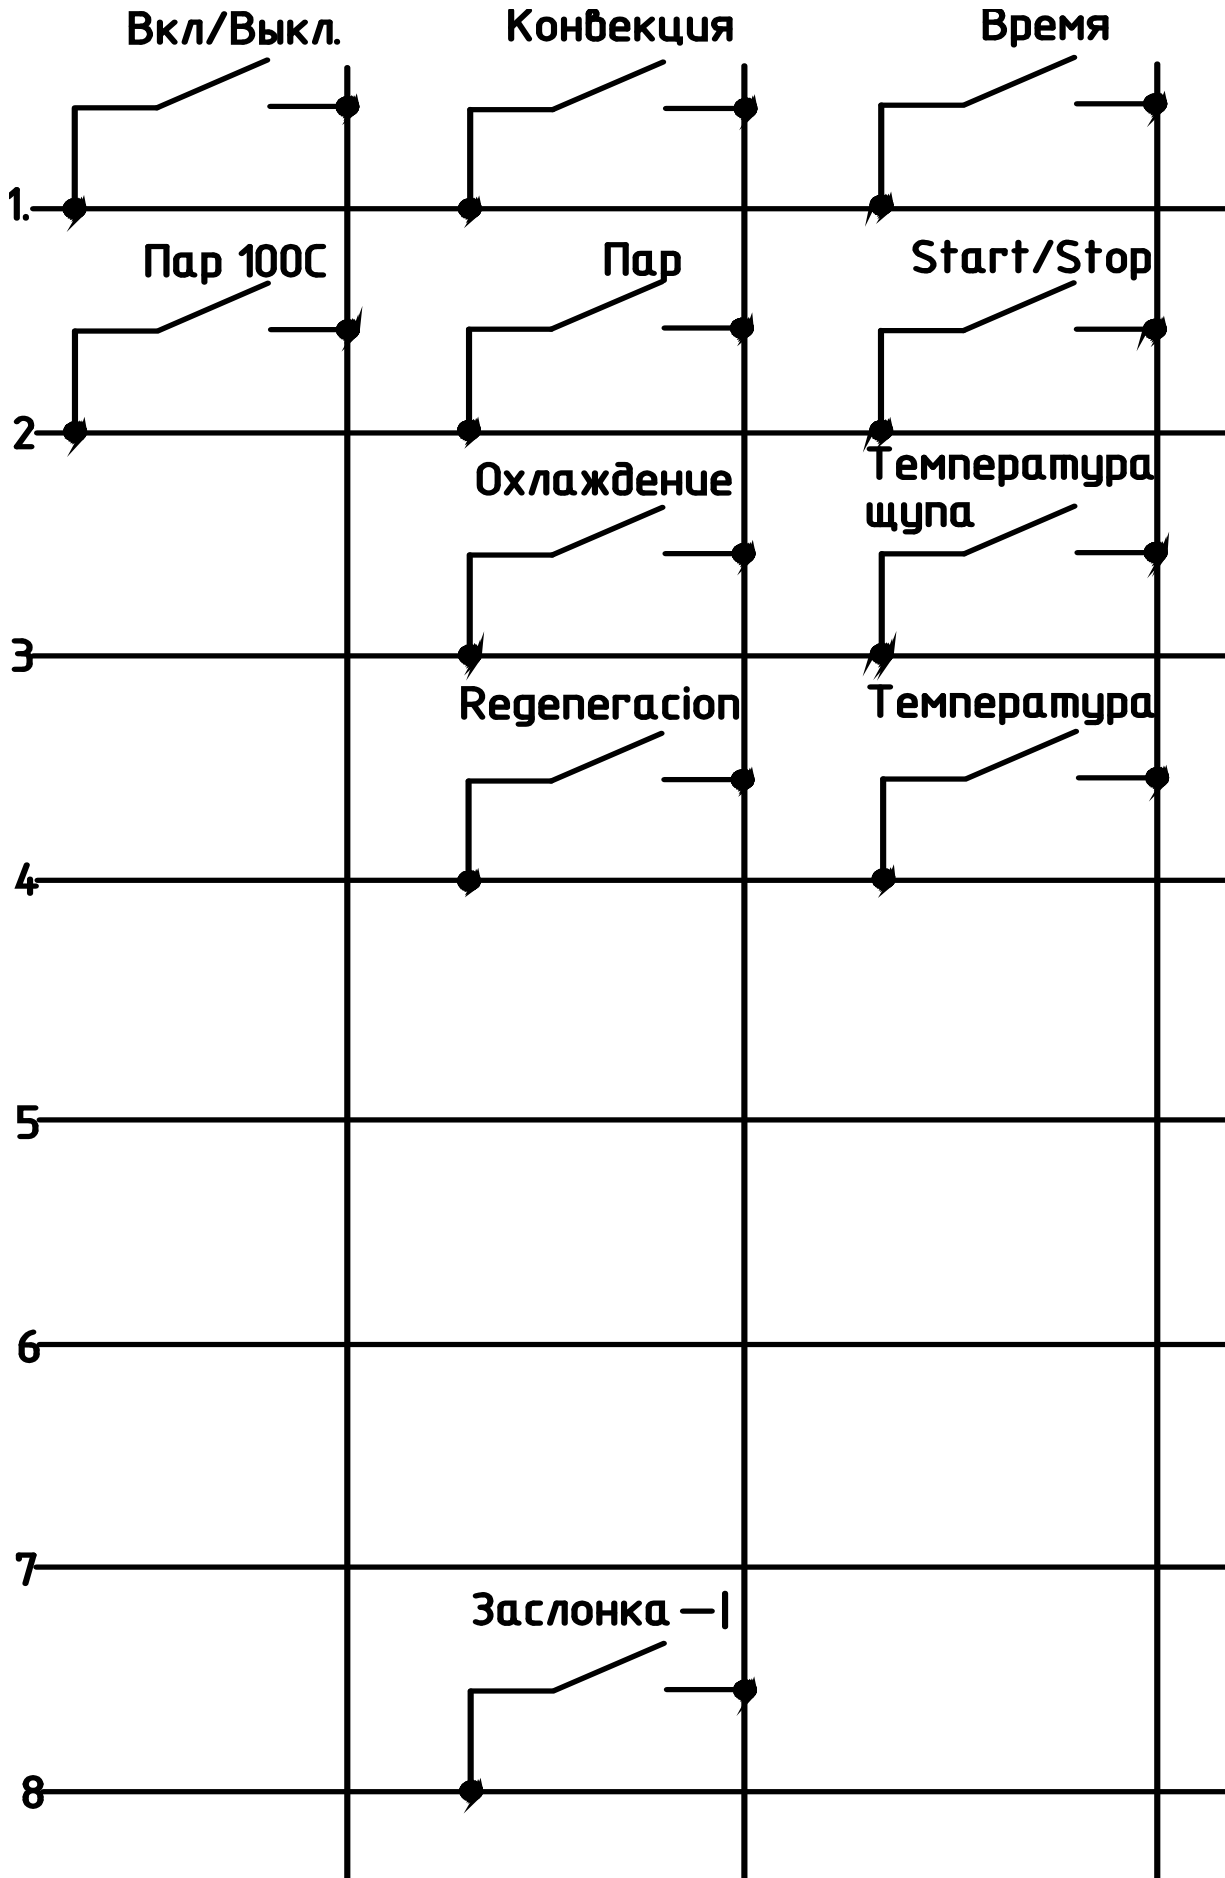 Вкл/Выкл.
Конвекция
Время
1.
Пар 100С
Пар
Start/Stop
2
Охлаждение
Температура
щупа
3
Regeneracion
Температура
4
5
6
7
Заслонка –|
8